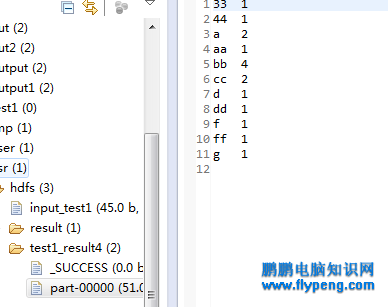 ut (2)
ut2 (2)
utput (2)
utput1 (2)
est1 (0)
mp (1)
ser (1)
sr (1)
hdfs (3)
input_test1 (45.0 b,
result (1)
test1_result4 (2)
_SUCCESS (0.0 b
part-00000 (51.0
1 33 1
2 44 1
3 a 2
4 aa 1
5 bb 4
6 cc 2
7 d 1
8 dd 1
9 f 1
10 ff 1
11 g 1
12
鹏鹏电脑知识网
www.flypeng.com